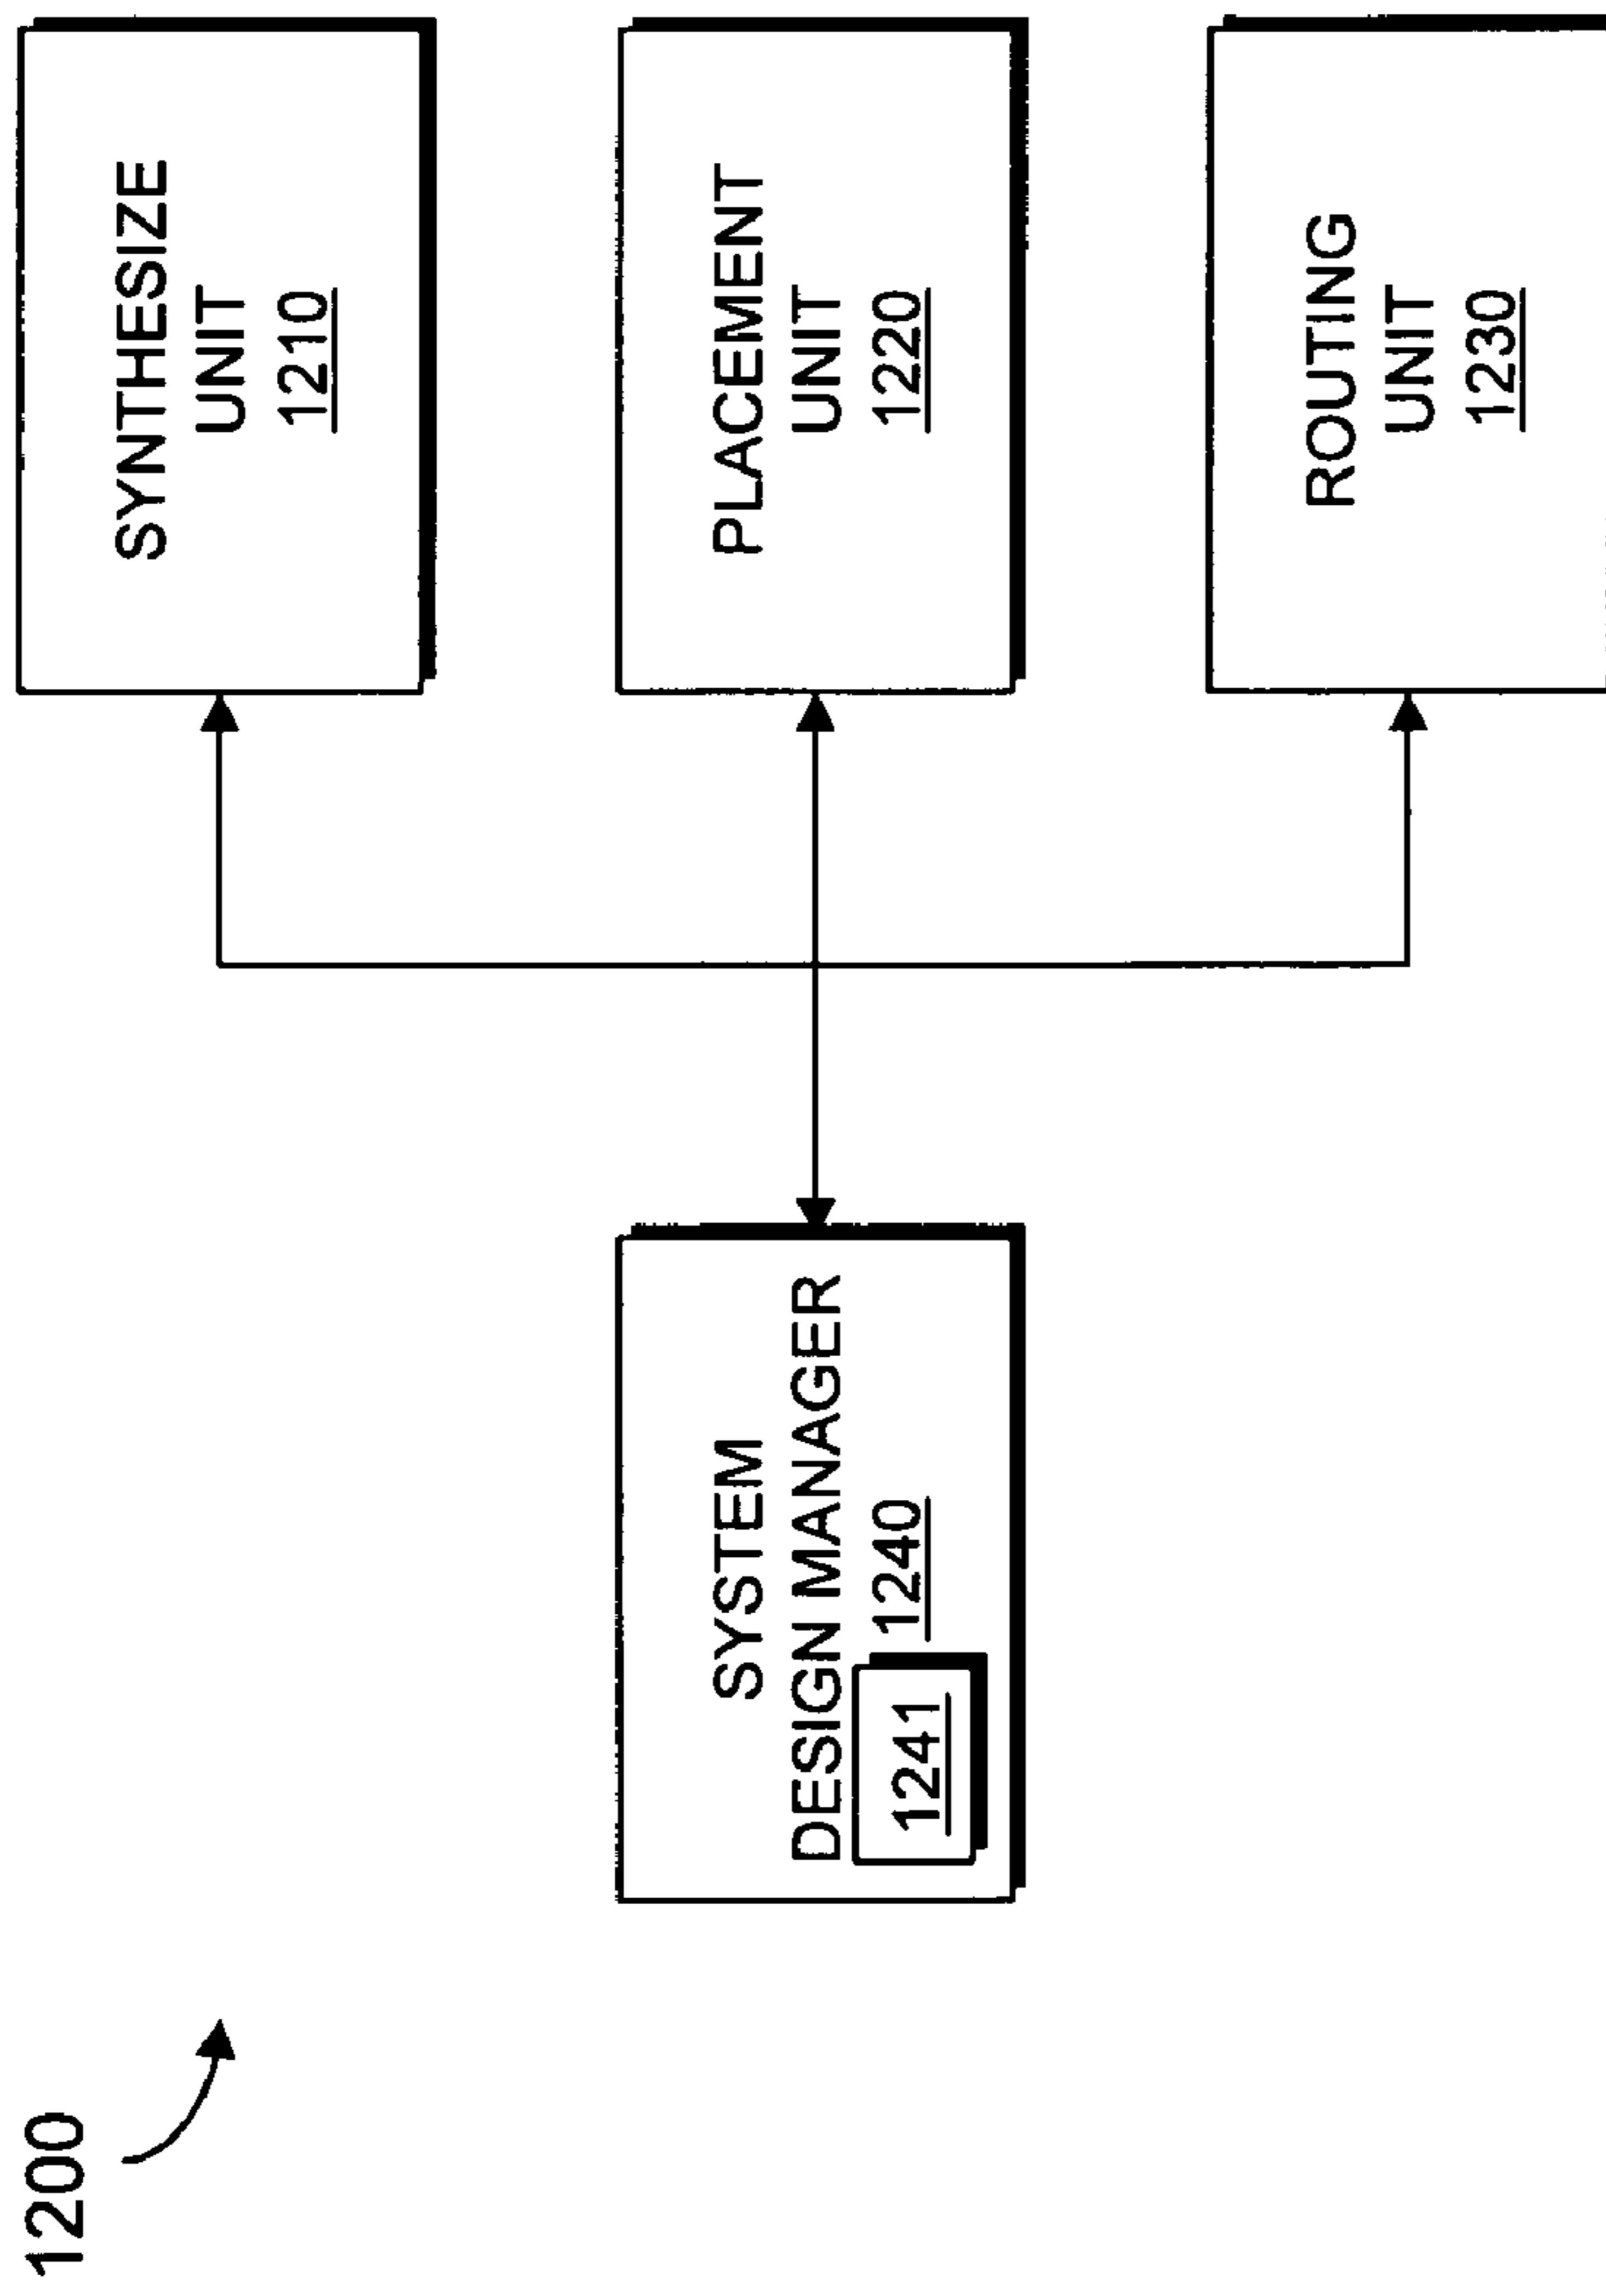 1200
SYSTEM
DESIGN MANAGER
1240
1241
SYNTHESIZE
UNIT
1210
PLACEMENT
UNIT
1220
ROUTING
UNIT
1230